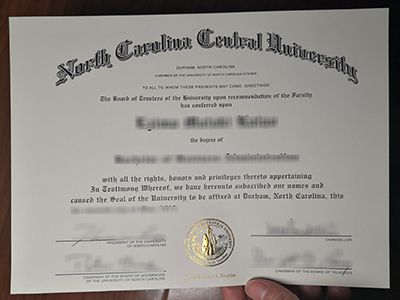 North Carolina Central University
DURHAM, NORTH CAROLINA
A MEMBER OF THE UNIVERSITY OF NORTH CAROLINA SYSTEM
TO ALL TO WHOM THESE PRESENTS MAY COME, GREETINGS
The Board of Trustees of the University upon recommendation of the Faculty
has conferred upon
the degree of
with all the rights, honors and privileges thereto appertaining
In Testimony Whereof, we have hereunto subscribed our names and
caused the Seal of the University to be affixed at Durham, North Carolina, this
PRESIDENT OF THE UNIVERSITY
OF NORTH CAROLINA
CHANCELLOR
CHAIRMAN OF THE BOARD OF GOVERNORS
OF THE UNIVERSITY OF NORTH CAROLINA
CHAIRMAN OF THE BOARD OF TRUSTEES